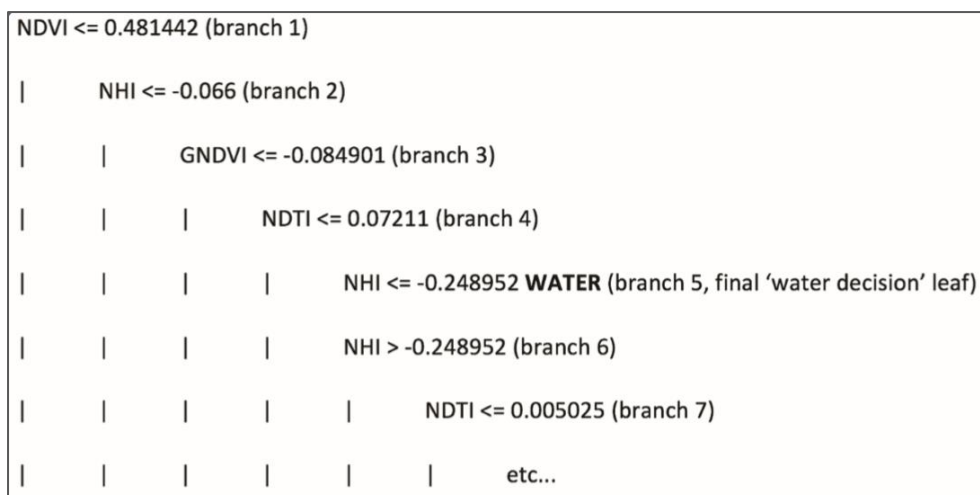 NDVI <= 0.481442 (branch 1)
| NHI <= -0.066 (branch 2)
| | GNDVI <= -0.084901 (branch 3)
| | | NDTI <= 0.07211 (branch 4)
| | | | NHI <= -0.248952 WATER (branch 5, final ‘water decision’ leaf)
| | | | NHI > -0.248952 (branch 6)
| | | | | NDTI <= 0.005025 (branch 7)
| | | | | | etc...